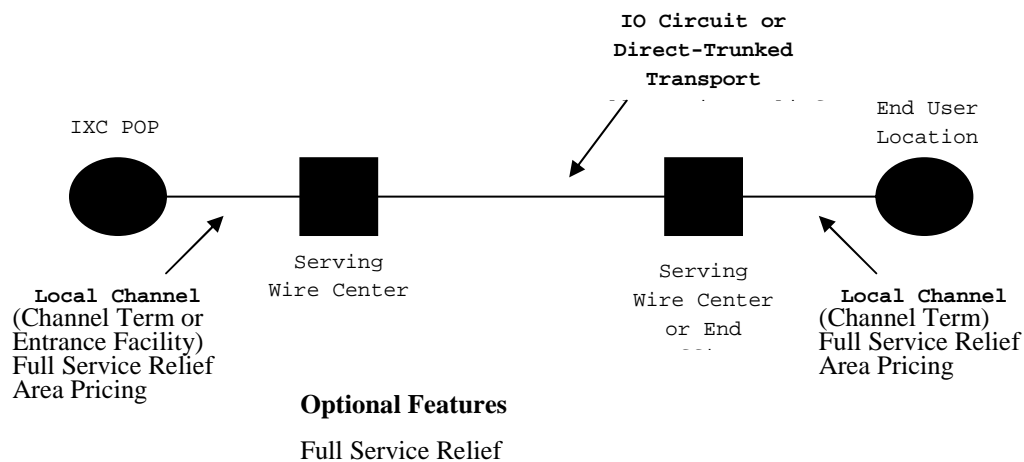 IO Circuit or
Direct-Trunked
Transport
IXC POP
End User
Location
Serving
Wire Center
Serving
Wire Center
or End
Local Channel
(Channel Term or
Entrance Facility)
Full Service Relief
Area Pricing
Local Channel
(Channel Term)
Full Service Relief
Area Pricing
Optional Features
Full Service Relief